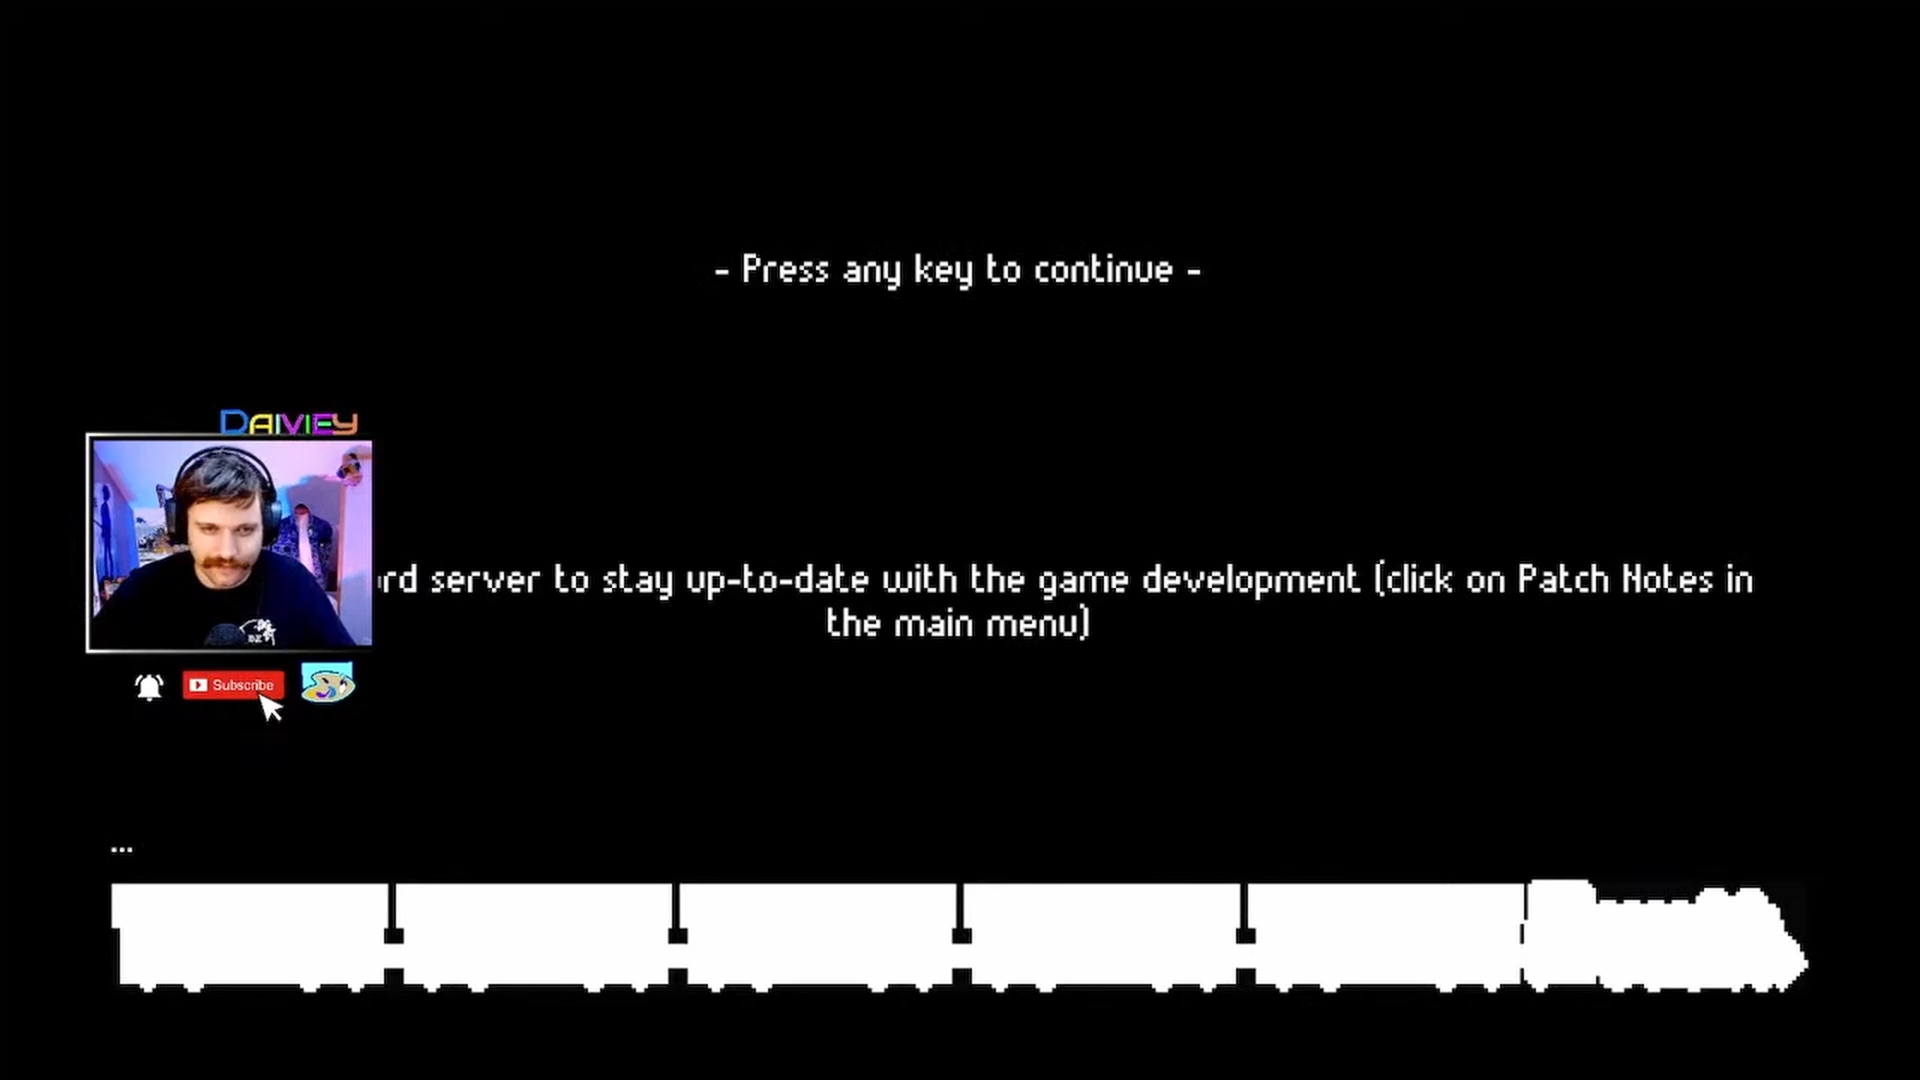 - Press any key to continue -
DAIVIEY
rd server to stay up-to-date with the game development (click on Patch Notes in
the main menu)
Subscribe
...